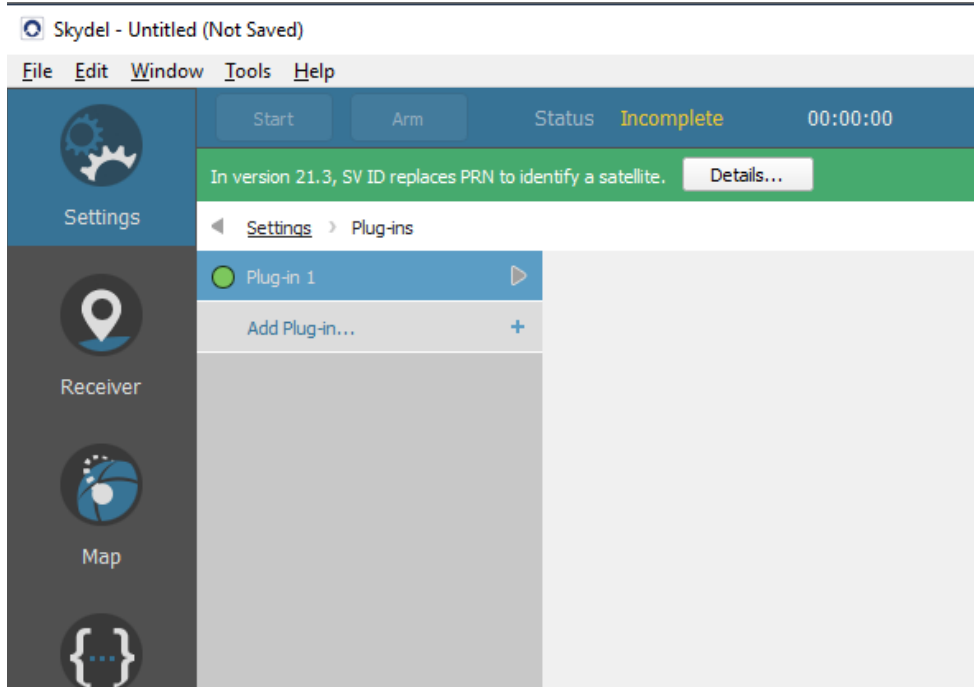 Skydel - Untitled (Not Saved)
File Edit Window Tools Help
Start Arm Status Incomplete 00:00:00
In version 21.3, SV ID replaces PRN to identify a satellite. Details...
Settings
Settings Plug-ins
Plug-in 1
Add Plug-in... +
Receiver
Map
{...}